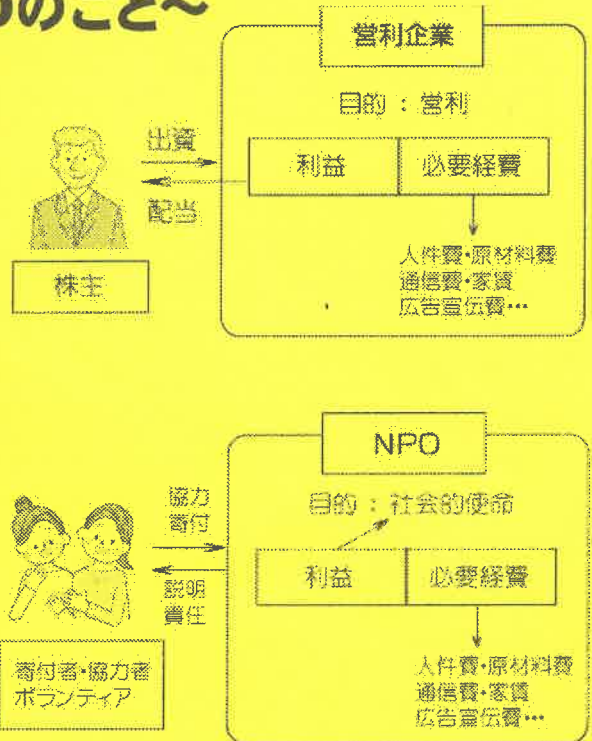 のこと～
営利企業
目的：営利
出資
配当
株主
利益
必要経費
人件費・原材料費
通信費・家賃
広告宣伝費…
NPO
目的：社会的使命
協力
寄付
説明
責任
寄付者・協力者
ボランティア
利益
必要経費
人件費・原材料費
通信費・家賃
広告宣伝費…